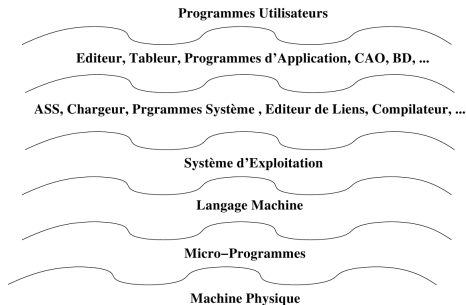 Programmes Utilisateurs
Editeur, Tableur, Programmes d'Application, CAO, BD, ...
ASS, Chargeur, Prgrammes Système , Editeur de Liens, Compilateur, ...
Système d'Exploitation
Langage Machine
Micro−Programmes
Machine Physique